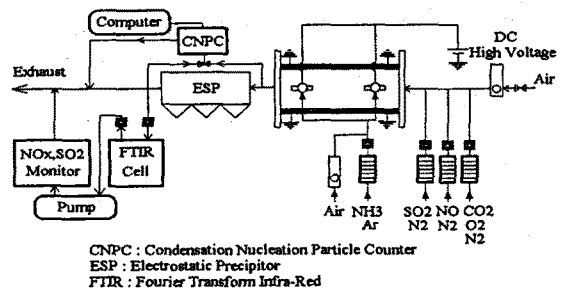 Computer
CNPC
DC
High Voltage
Exhaust
ESP
Air
NOx,SO2
Monitor
FTIR
Cell
Pump
Air
NH3
Ar
SO2
N2
NO
N2
CO2
O2
N2
CNPC : Condensation Nucleation Particle Counter
ESP : Electrostatic Precipitor
FTIR : Fourier Transform Infra-Red